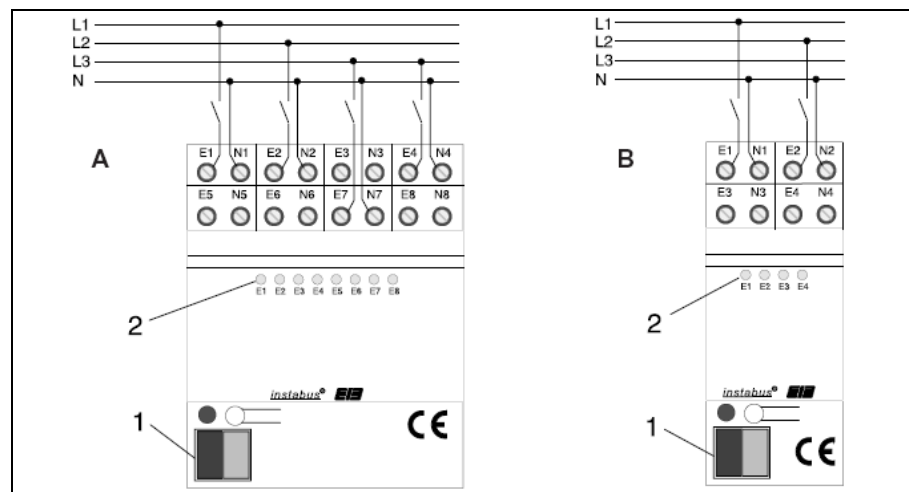 L1
L2
L3
N
A
E1 N1 E2 N2 E3 N3 E4 N4
E5 N5 E6 N6 E7 N7 E8 N8
E1 E2 E3 E4 E5 E6 E7 E8
2
instabus® EIB
1
CE
L1
L2
L3
N
B
E1 N1 E2 N2
E3 N3 E4 N4
E1 E2 E3 E4
2
instabus® EIB
1
CE